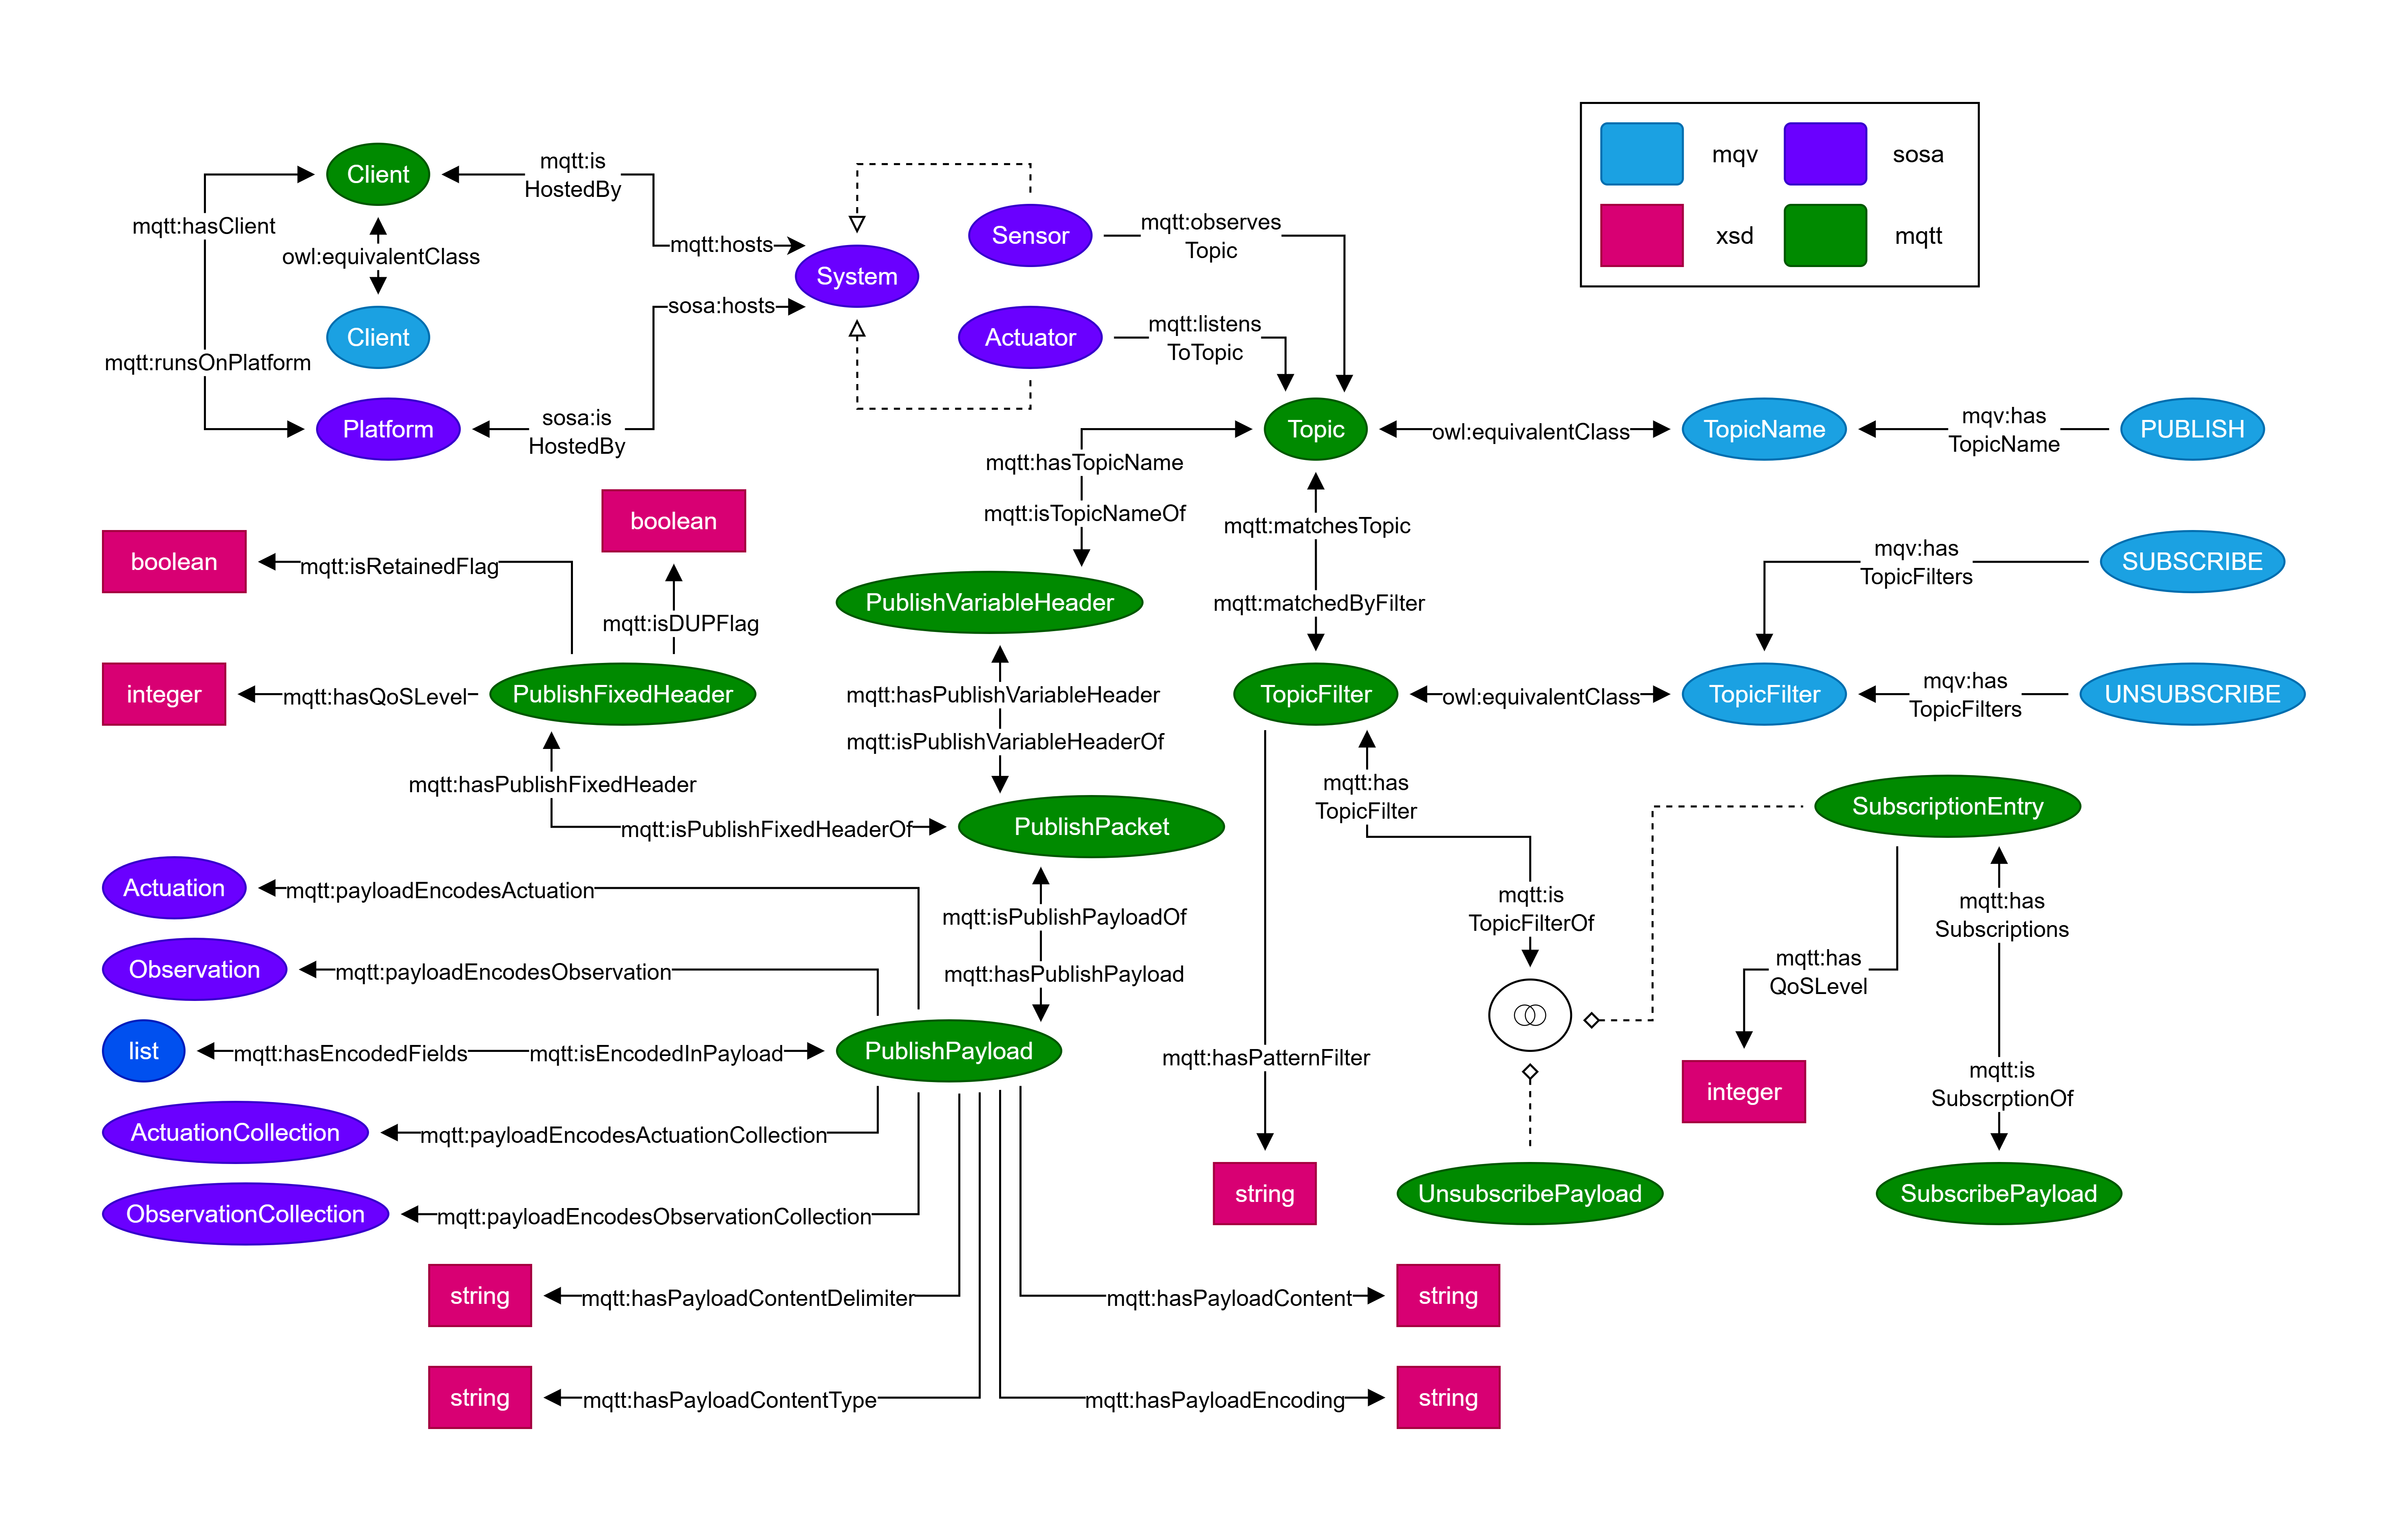 mqv
sosa
xsd
mqtt
Client
mqtt:is
HostedBy
mqtt:hasClient
owl:equivalentClass
mqtt:hosts
System
Sensor
mqtt:observes
Topic
sosa:hosts
Client
Actuator
mqtt:listens
ToTopic
mqtt:runsOnPlatform
Platform
sosa:is
HostedBy
Topic
owl:equivalentClass
TopicName
mqv:has
TopicName
PUBLISH
mqtt:hasTopicName
mqtt:isTopicNameOf
mqtt:matchesTopic
boolean
boolean
mqtt:isRetainedFlag
mqtt:isDUPFlag
PublishVariableHeader
mqtt:matchedByFilter
mqv:has
TopicFilters
SUBSCRIBE
integer
mqtt:hasQoSLevel
PublishFixedHeader
mqtt:hasPublishVariableHeader
mqtt:isPublishVariableHeaderOf
TopicFilter
owl:equivalentClass
TopicFilter
mqv:has
TopicFilters
UNSUBSCRIBE
mqtt:hasPublishFixedHeader
mqtt:isPublishFixedHeaderOf
PublishPacket
mqtt:has
TopicFilter
SubscriptionEntry
Actuation
mqtt:payloadEncodesActuation
mqtt:isPublishPayloadOf
mqtt:is
TopicFilterOf
mqtt:has
Subscriptions
Observation
mqtt:payloadEncodesObservation
mqtt:hasPublishPayload
mqtt:has
QoSLevel
list
mqtt:hasEncodedFields
mqtt:isEncodedInPayload
PublishPayload
mqtt:hasPatternFilter
integer
mqtt:is
SubscrptionOf
ActuationCollection
mqtt:payloadEncodesActuationCollection
ObservationCollection
mqtt:payloadEncodesObservationCollection
string
UnsubscribePayload
SubscribePayload
string
mqtt:hasPayloadContentDelimiter
mqtt:hasPayloadContent
string
string
mqtt:hasPayloadContentType
mqtt:hasPayloadEncoding
string